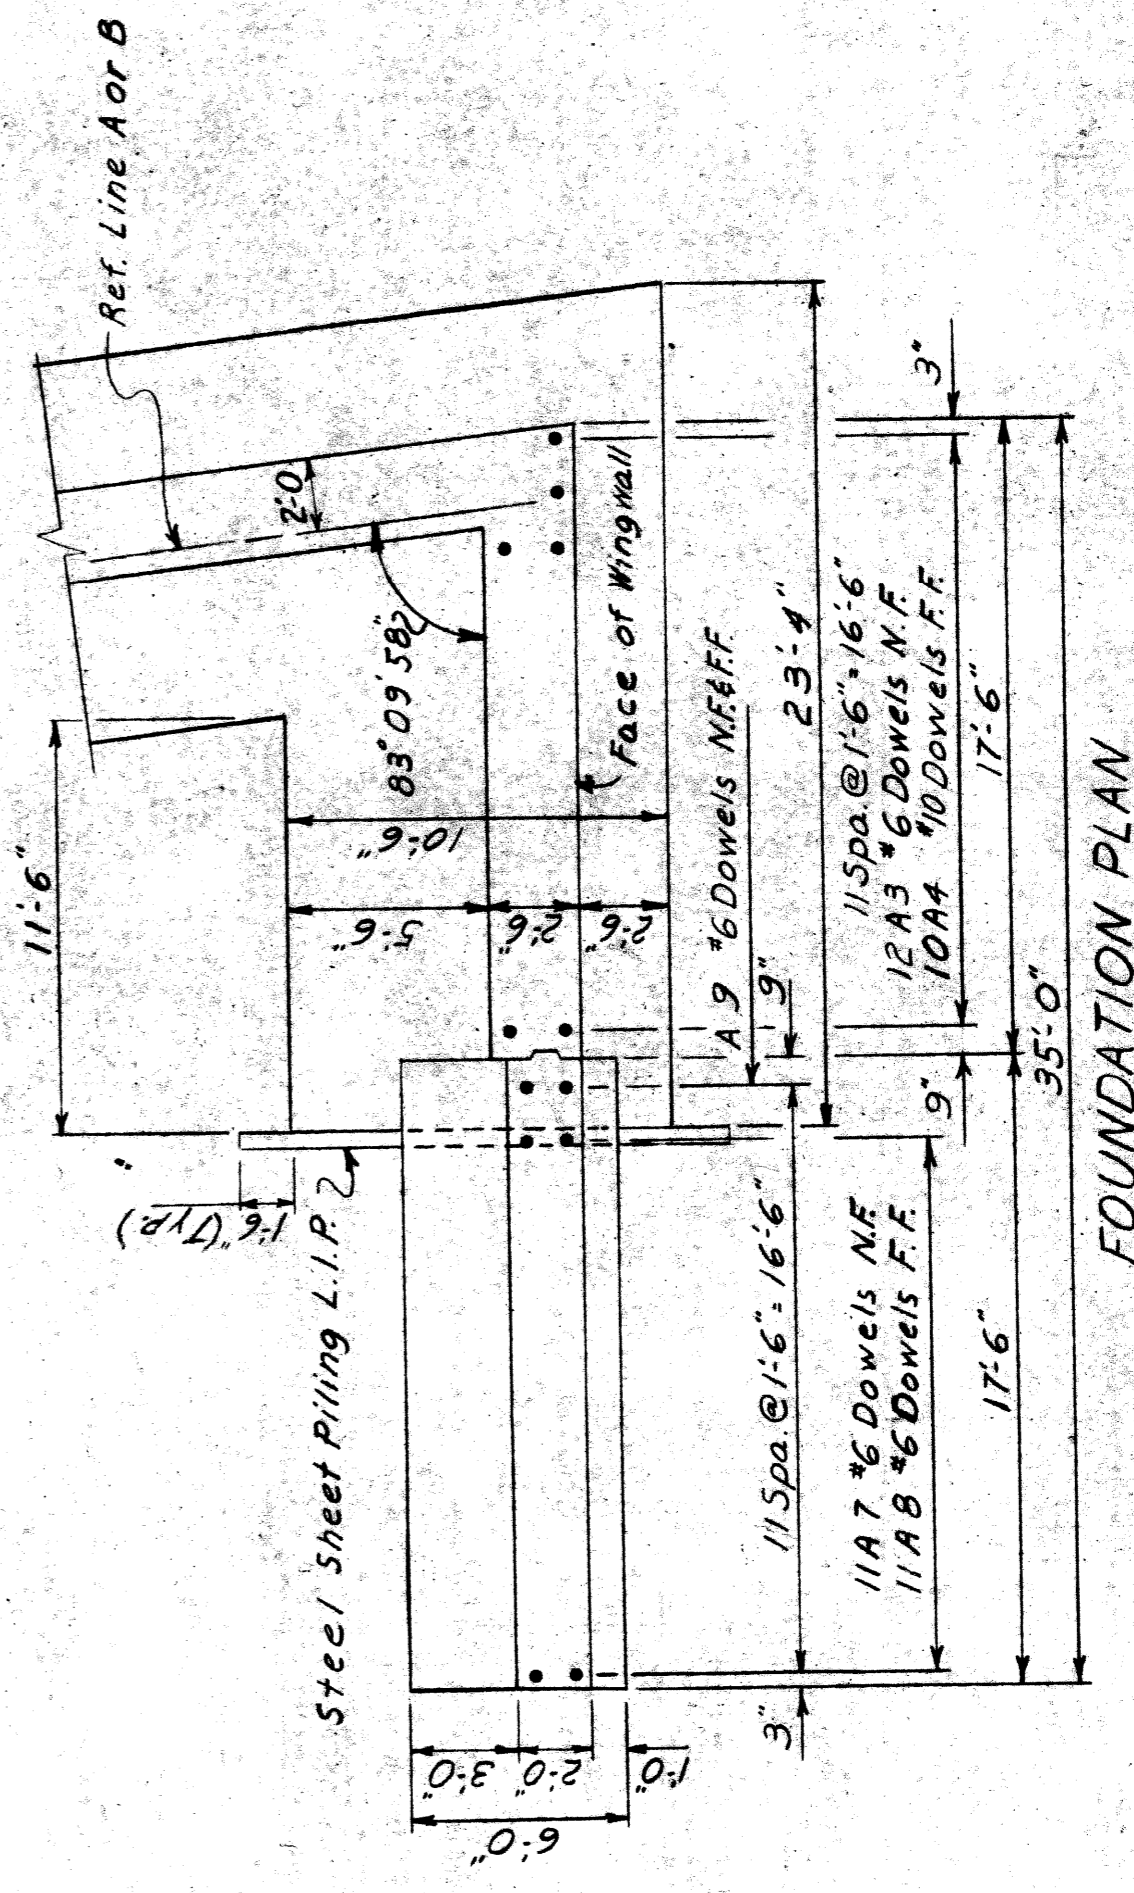 Ref. Line A or B
11'-6"
2'-0
83°09'58"
Face of Wingwall
10'-6"
5'-6"
2'-6"
2'-6"
1'-6" (TYP.)
Steel Sheet Pilling L.I.P.
A9 #6 Dowels N.F.&F.F.
9"
23'-4"
3"
11 Spa. @ 1'-6" = 16'-6"
12 A3 #6 Dowels N.F.
10 A4 #10 Dowels F.F.
17'-6"
11 Spa. @ 1'-6" = 16'-6"
9"
11 A7 #6 Dowels N.F.
11 A8 #6 Dowels F.F.
17'-6"
35'-0"
3'-0"
2'-0"
1'-0"
6'-0"
3"
FOUNDATION PLAN